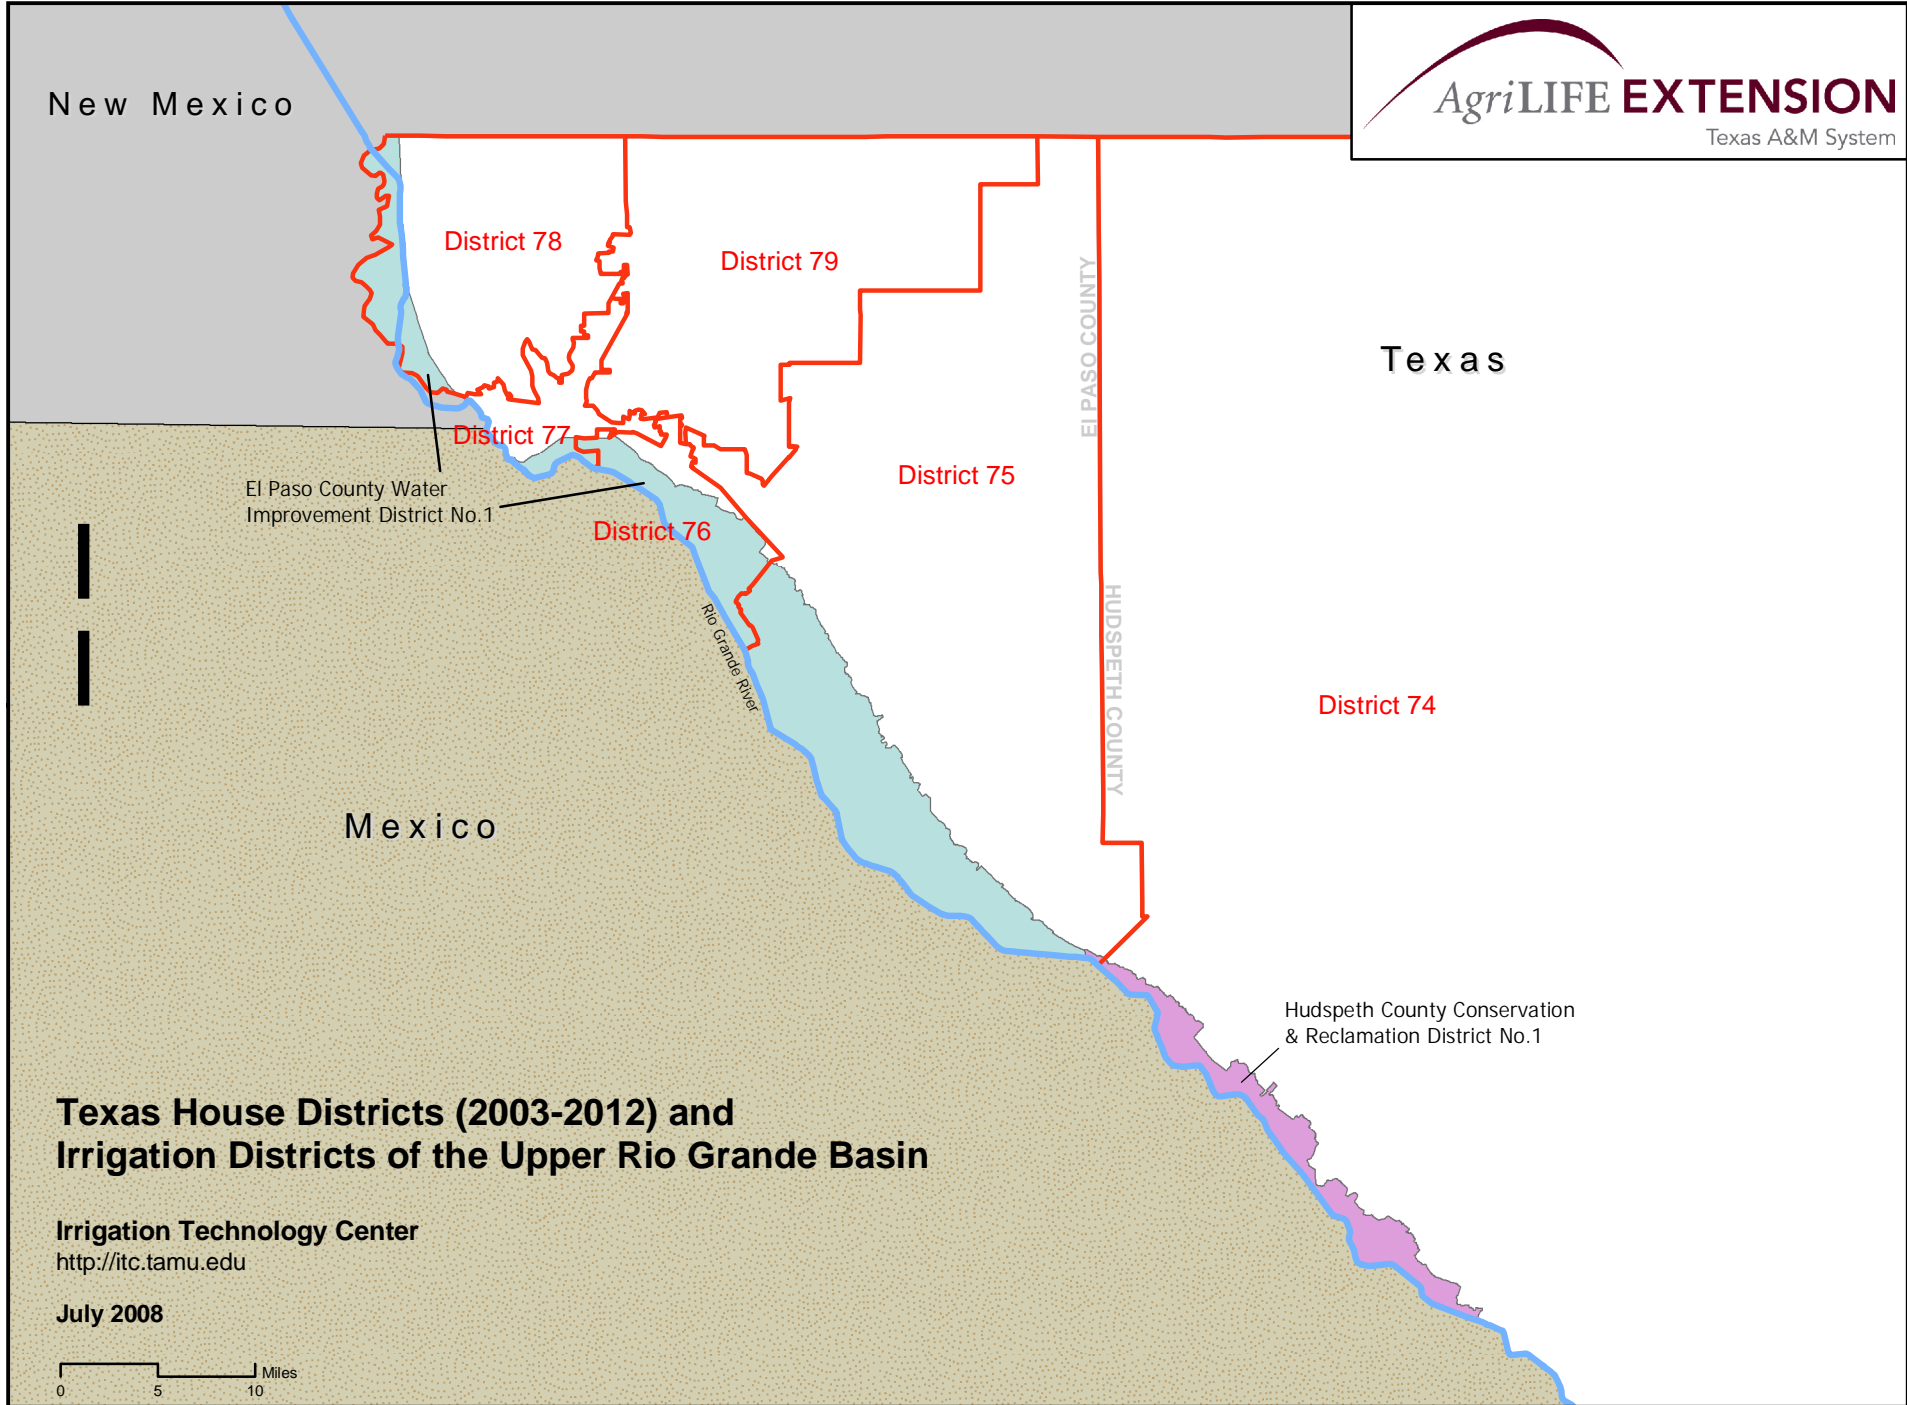 New Mexico
AgriLIFE EXTENSION
Texas A&M System
District 78
District 79
El PASO COUNTY
Texas
District 77
District 75
El Paso County Water
Improvement District No.1
District 76
Rio Grande River
HUDSPETH COUNTY
District 74
Mexico
Hudspeth County Conservation
& Reclamation District No.1
Texas House Districts (2003-2012) and
Irrigation Districts of the Upper Rio Grande Basin
Irrigation Technology Center
http://itc.tamu.edu
July 2008
Miles
0 5 10